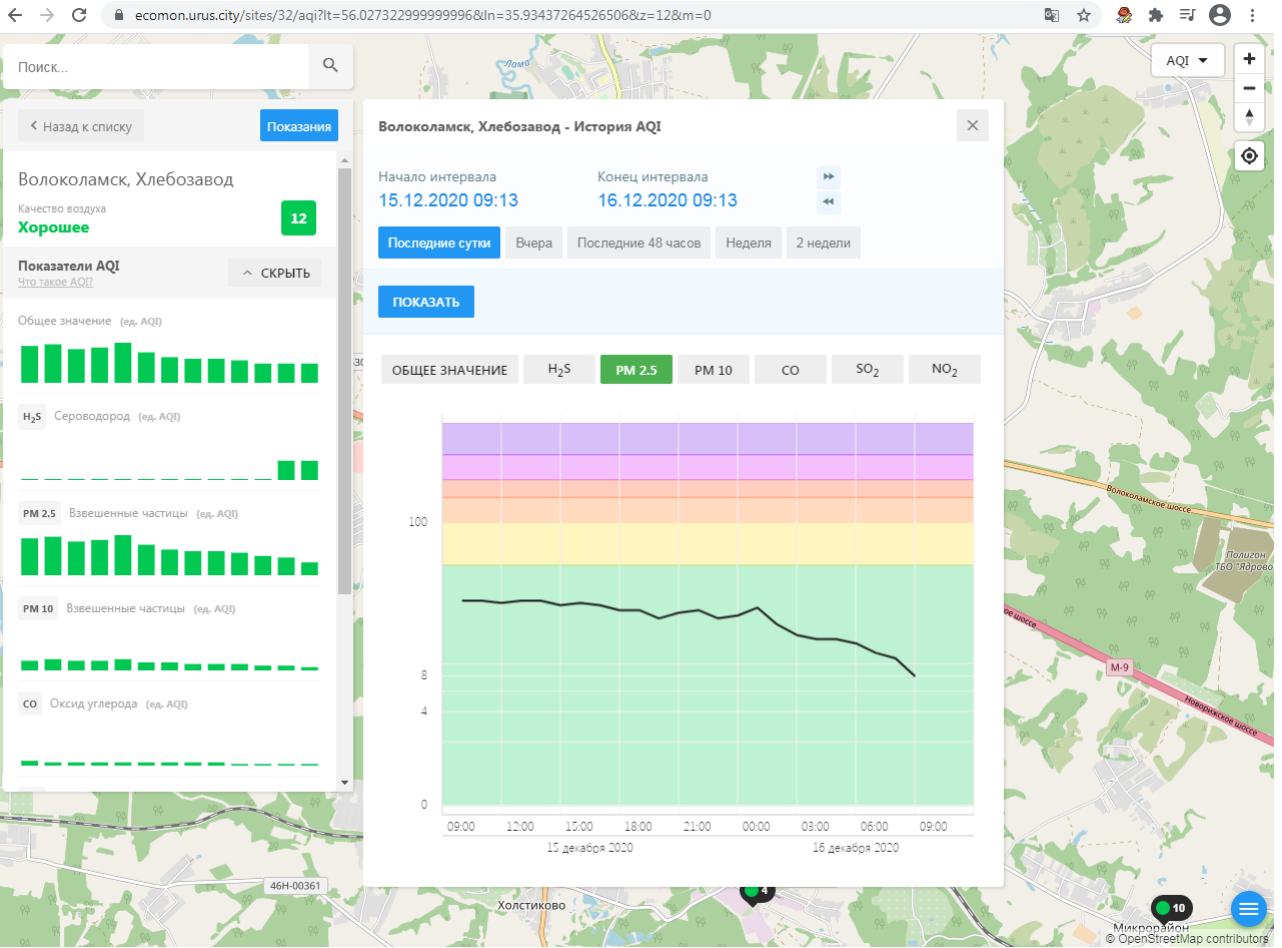 ecomon.urus.city/sites/32/aqi?lt=56.027322999999996&ln=35.93437264526506&z=12&m=0
Поиск...
Лама
AQI
Назад к списку
Показания
Волоколамск, Хлебозавод
Качество воздуха
Хорошее
12
Показатели AQI
Что такое AQI?
СКРЫТЬ
Общее значение (ед. AQI)
H2S Сероводород (ед. AQI)
PM 2.5 Взвешенные частицы (ед. AQI)
PM 10 Взвешенные частицы (ед. AQI)
CO Оксид углерода (ед. AQI)
Волоколамск, Хлебозавод - История AQI
Начало интервала
Конец интервала
15.12.2020 09:13
16.12.2020 09:13
Последние сутки
Вчера
Последние 48 часов
Неделя
2 недели
ПОКАЗАТЬ
ОБЩЕЕ ЗНАЧЕНИЕ
H2S
PM 2.5
PM 10
CO
SO2
NO2
100
8
4
0
09:00 12:00 15:00 18:00 21:00 00:00 03:00 06:00 09:00
15 декабря 2020
16 декабря 2020
Волоколамское шоссе
Полигон
ТБО "Ядрово
шоссе
М-9
Новорижское шоссе
46Н-00361
Холстиково
4
10
Микрорайон
© OpenStreetMap contributors